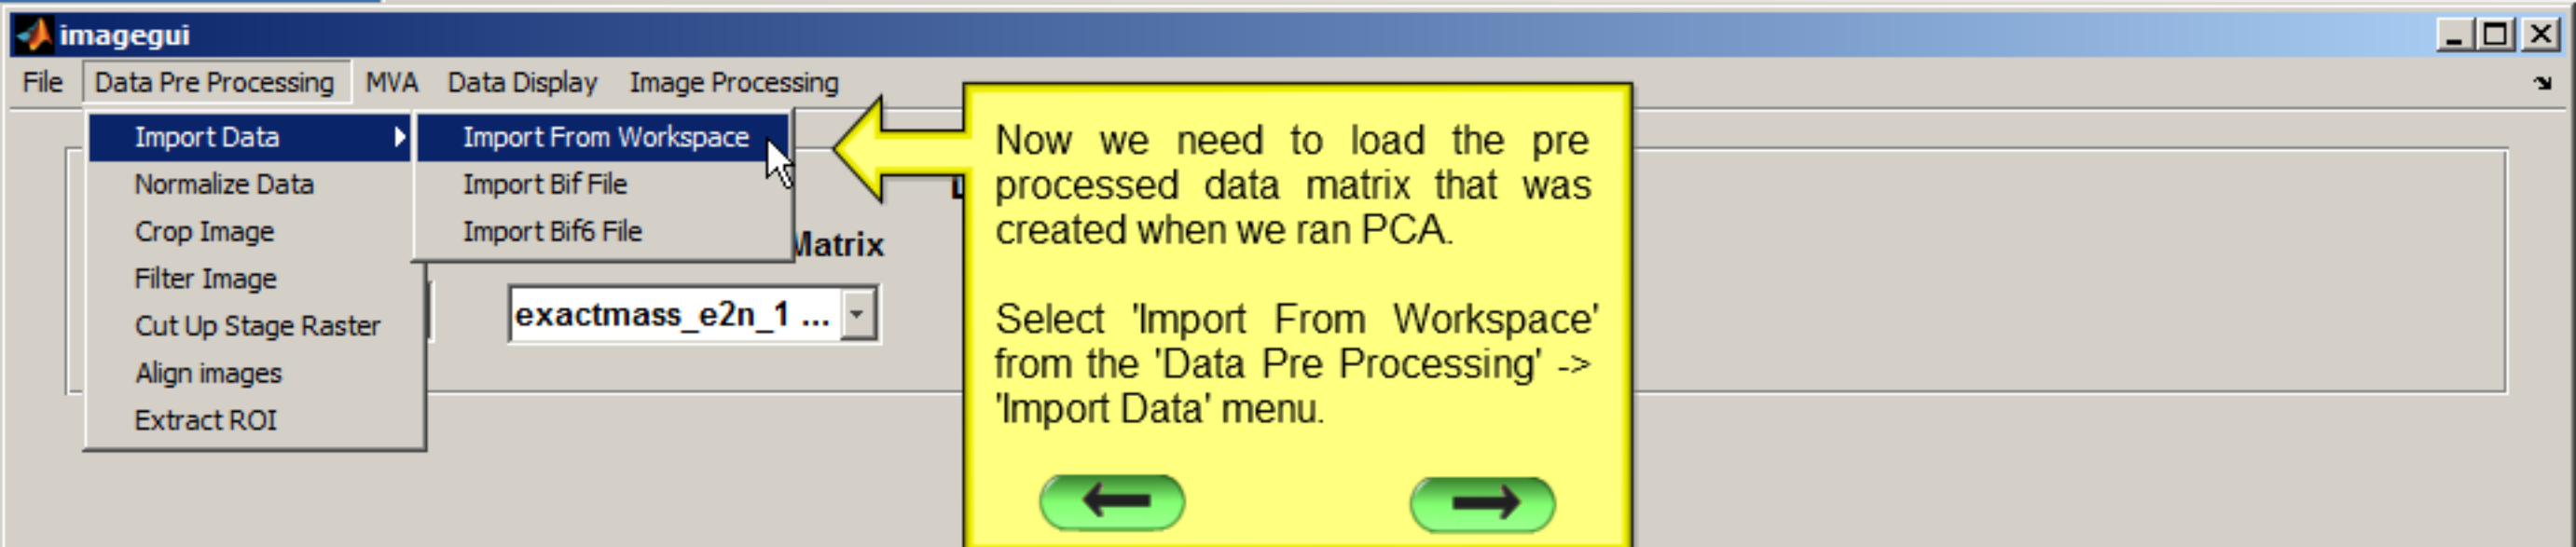 imagegui
File Data Pre Processing MVA Data Display Image Processing
Import Data
Normalize Data
Crop Image
Filter Image
Cut Up Stage Raster
Align images
Extract ROI
Import From Workspace
Import Bif File
Import Bif6 File
Matrix
exactmass_e2n_1 ...
Now we need to load the pre
processed data matrix that was
created when we ran PCA.
Select 'Import From Workspace'
from the 'Data Pre Processing' ->
'Import Data' menu.